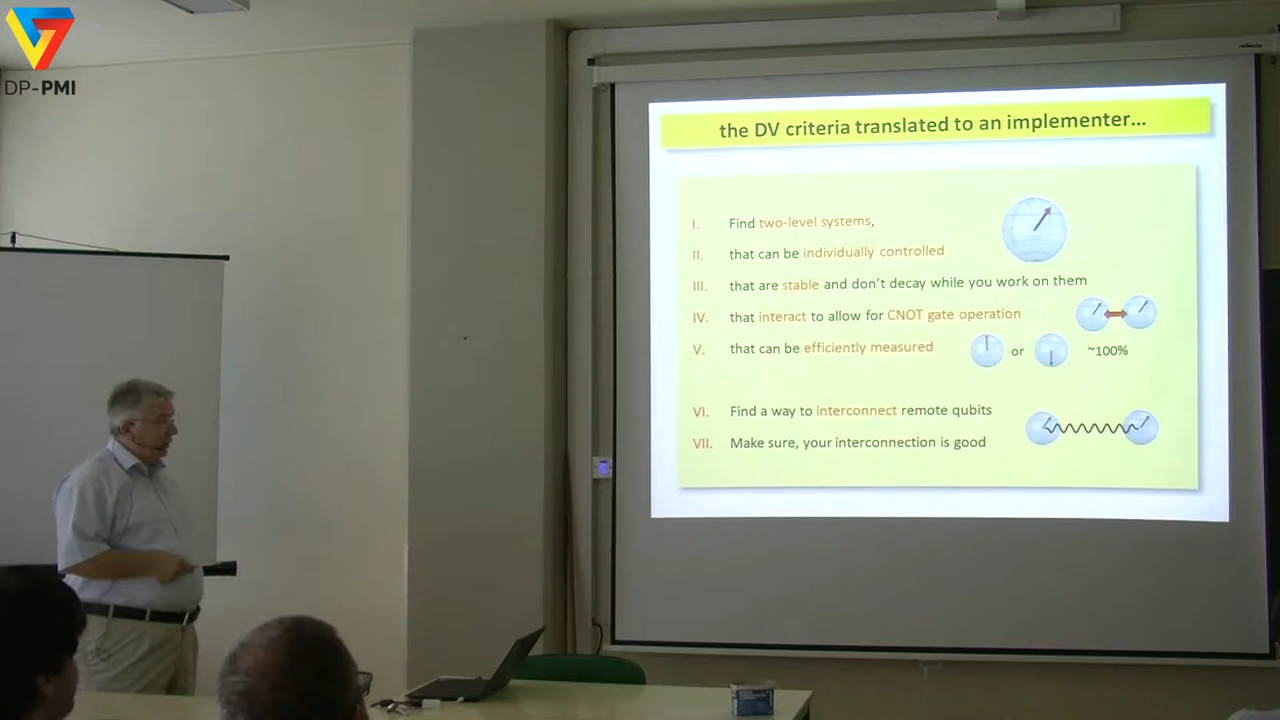 DP-PMI
the DV criteria translated to an implementer...
I. Find two-level systems,
II. that can be individually controlled
III. that are stable and don't decay while you work on them
IV. that interact to allow for CNOT gate operation
V. that can be efficiently measured or ~100%
VI. Find a way to interconnect remote qubits
VII. Make sure, your interconnection is good